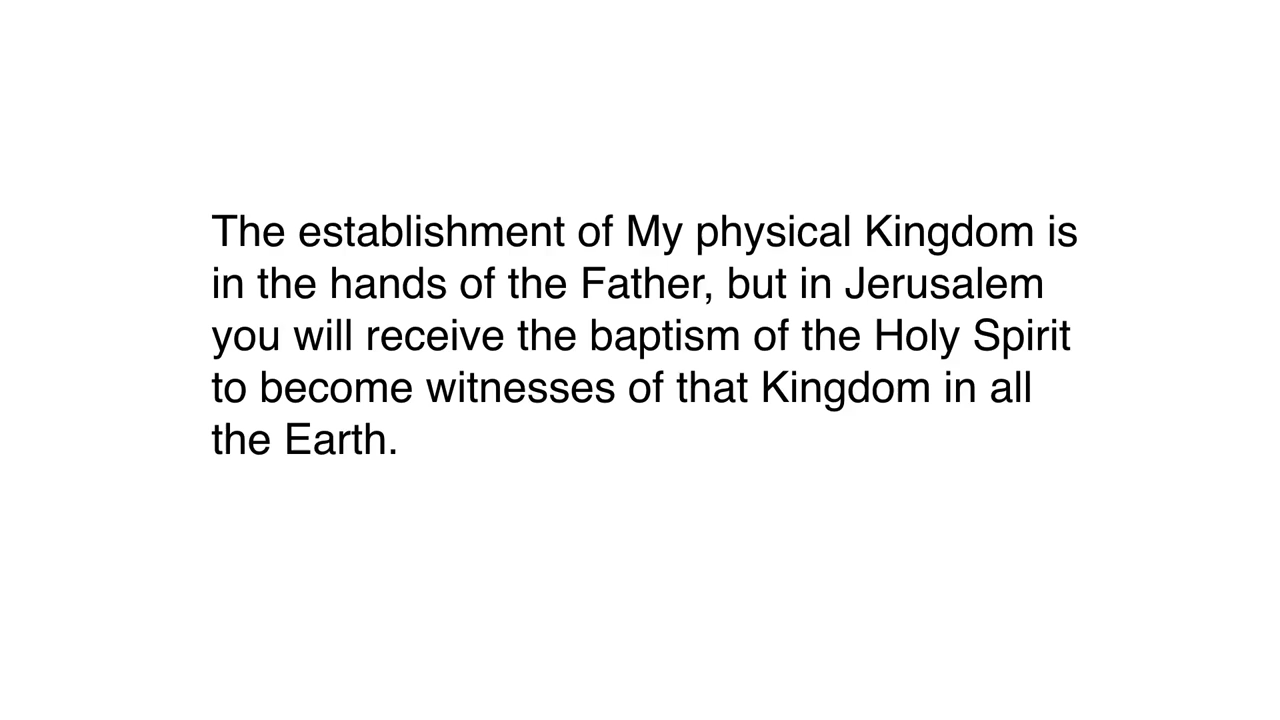 The establishment of My physical Kingdom is
in the hands of the Father, but in Jerusalem
you will receive the baptism of the Holy Spirit
to become witnesses of that Kingdom in all
the Earth.